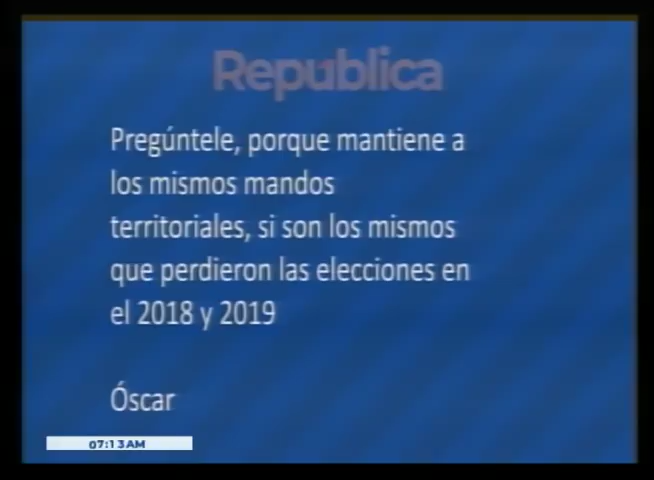 Republica
Pregúntele, porque mantiene a
los mismos mandos
territoriales, si son los mismos
que perdieron las elecciones en
el 2018 y 2019
Óscar
07:13AM